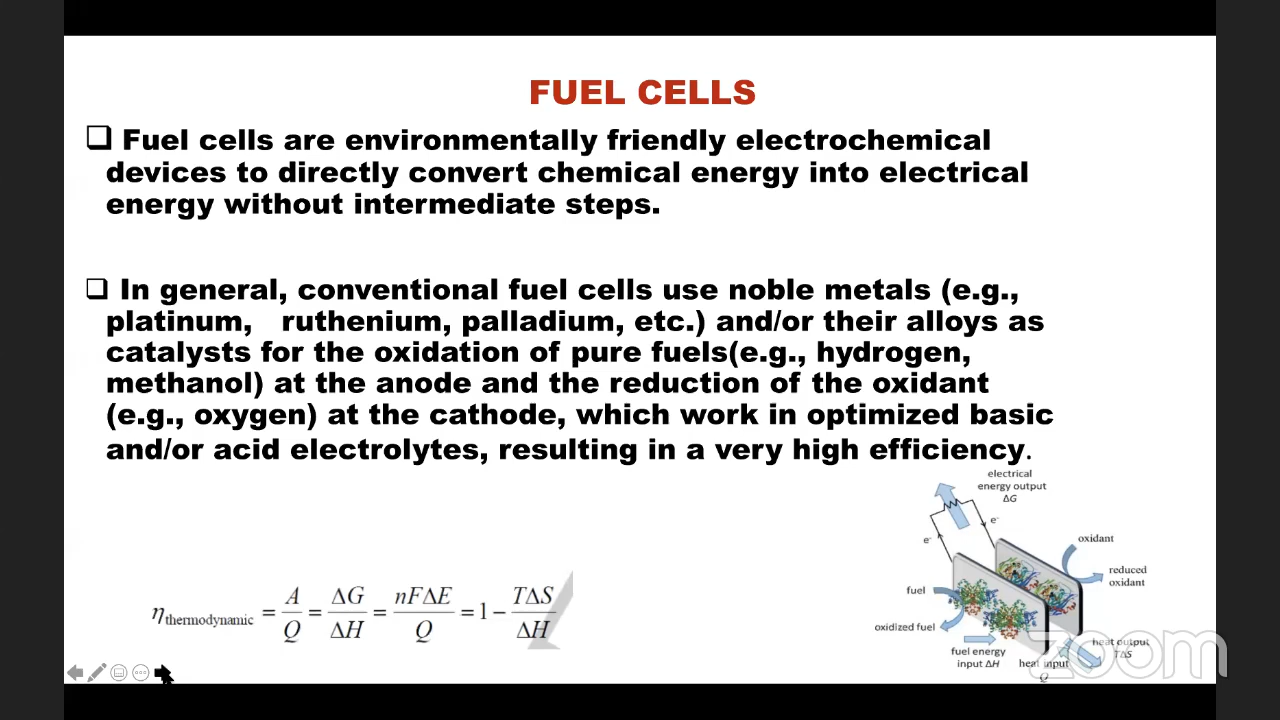 FUEL CELLS
❑ Fuel cells are environmentally friendly electrochemical
devices to directly convert chemical energy into electrical
energy without intermediate steps.
❑ In general, conventional fuel cells use noble metals (e.g.,
platinum, ruthenium, palladium, etc.) and/or their alloys as
catalysts for the oxidation of pure fuels(e.g., hydrogen,
methanol) at the anode and the reduction of the oxidant
(e.g., oxygen) at the cathode, which work in optimized basic
and/or acid electrolytes, resulting in a very high efficiency.
η thermodynamic = A/Q = ΔG/ΔH = nFΔE/Q = 1 − TΔS/ΔH
electrical
energy output
ΔG
e⁻
e⁻
oxidant
reduced
oxidant
fuel
oxidized fuel
fuel energy
input ΔH
heat input
Q
heat output
TΔS
zoom